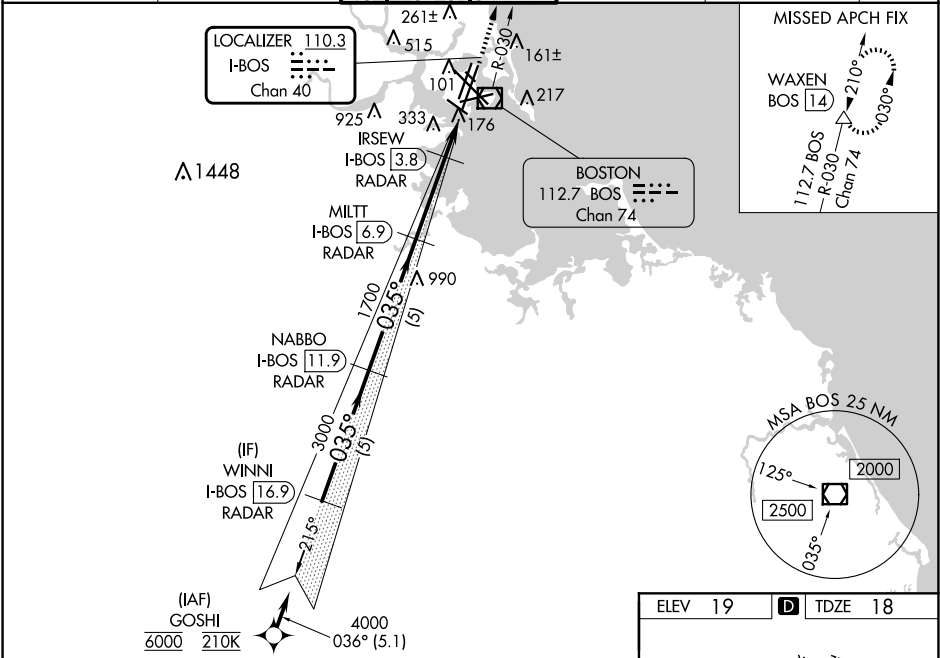 261±
515
R-030
161±
LOCALIZER 110.3
I-BOS
Chan 40
101
217
925
333
176
IRSEW
I-BOS 3.8
RADAR
1448
BOSTON
112.7 BOS
Chan 74
MILTT
I-BOS 6.9
RADAR
990
1700
035°
(5)
NABBO
I-BOS 11.9
RADAR
3000
035°
(5)
(IF)
WINNI
I-BOS 16.9
RADAR
215°
(IAF)
GOSHI
6000 210K
4000
036° (5.1)
MISSED APCH FIX
WAXEN
BOS 14
210°
030°
112.7 BOS
R-030
Chan 74
MSA BOS 25 NM
125°
2000
2500
035°
ELEV 19 D TDZE 18